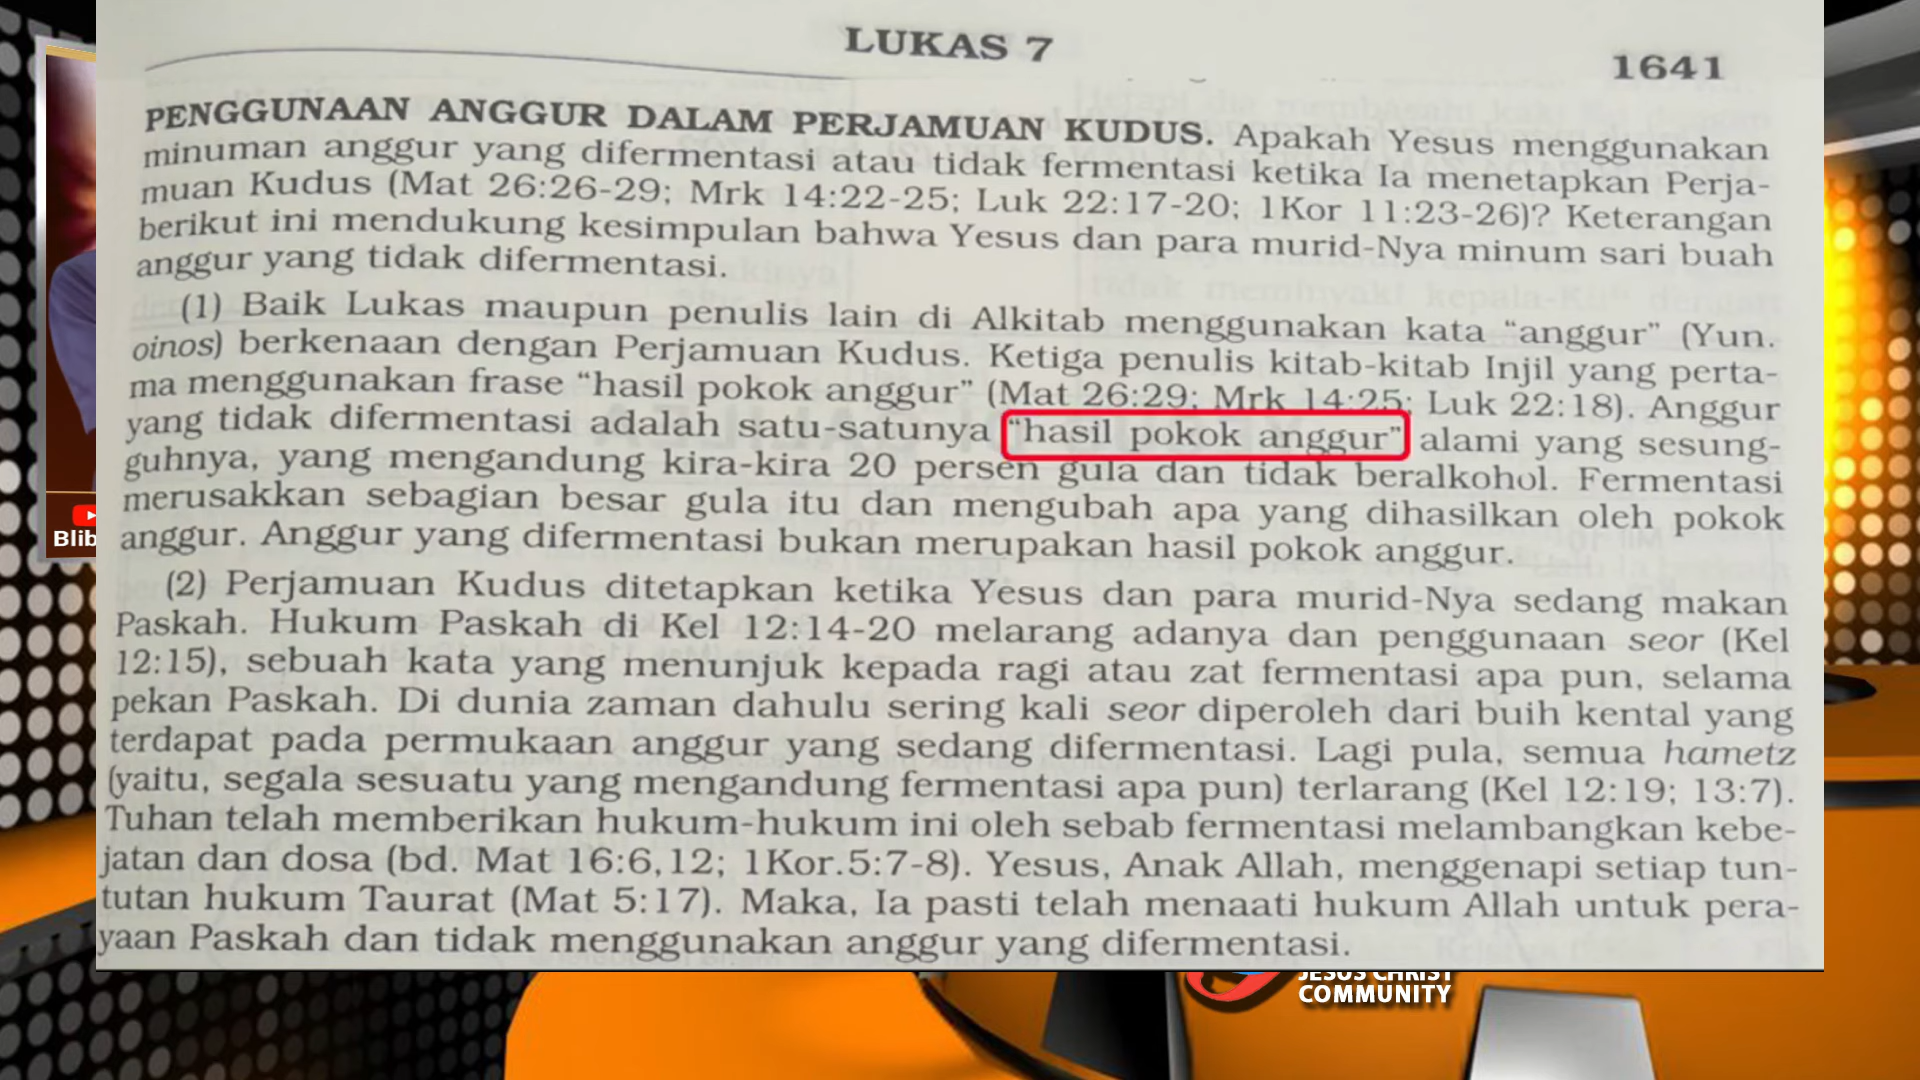 LUKAS 7
1641
PENGGUNAAN ANGGUR DALAM PERJAMUAN KUDUS. Apakah Yesus menggunakan
minuman anggur yang difermentasi atau tidak fermentasi ketika Ia menetapkan Perja-
muan Kudus (Mat 26:26-29; Mrk 14:22-25; Luk 22:17-20; 1Kor 11:23-26)? Keterangan
berikut ini mendukung kesimpulan bahwa Yesus dan para murid-Nya minum sari buah
anggur yang tidak difermentasi.
(1) Baik Lukas maupun penulis lain di Alkitab menggunakan kata “anggur” (Yun.
oinos) berkenaan dengan Perjamuan Kudus. Ketiga penulis kitab-kitab Injil yang perta-
ma menggunakan frase “hasil pokok anggur” (Mat 26:29; Mrk 14:25; Luk 22:18). Anggur
yang tidak difermentasi adalah satu-satunya “hasil pokok anggur” alami yang sesung-
guhnya, yang mengandung kira-kira 20 persen gula dan tidak beralkohol. Fermentasi
merusakkan sebagian besar gula itu dan mengubah apa yang dihasilkan oleh pokok
anggur. Anggur yang difermentasi bukan merupakan hasil pokok anggur.
(2) Perjamuan Kudus ditetapkan ketika Yesus dan para murid-Nya sedang makan
Paskah. Hukum Paskah di Kel 12:14-20 melarang adanya dan penggunaan seor (Kel
12:15), sebuah kata yang menunjuk kepada ragi atau zat fermentasi apa pun, selama
pekan Paskah. Di dunia zaman dahulu sering kali seor diperoleh dari buih kental yang
terdapat pada permukaan anggur yang sedang difermentasi. Lagi pula, semua hametz
(yaitu, segala sesuatu yang mengandung fermentasi apa pun) terlarang (Kel 12:19; 13:7).
Tuhan telah memberikan hukum-hukum ini oleh sebab fermentasi melambangkan kebe-
jatan dan dosa (bd. Mat 16:6,12; 1Kor.5:7-8). Yesus, Anak Allah, menggenapi setiap tun-
tutan hukum Taurat (Mat 5:17). Maka, Ia pasti telah menaati hukum Allah untuk pera-
yaan Paskah dan tidak menggunakan anggur yang difermentasi.
Blib
JESUS CHRIST
COMMUNITY